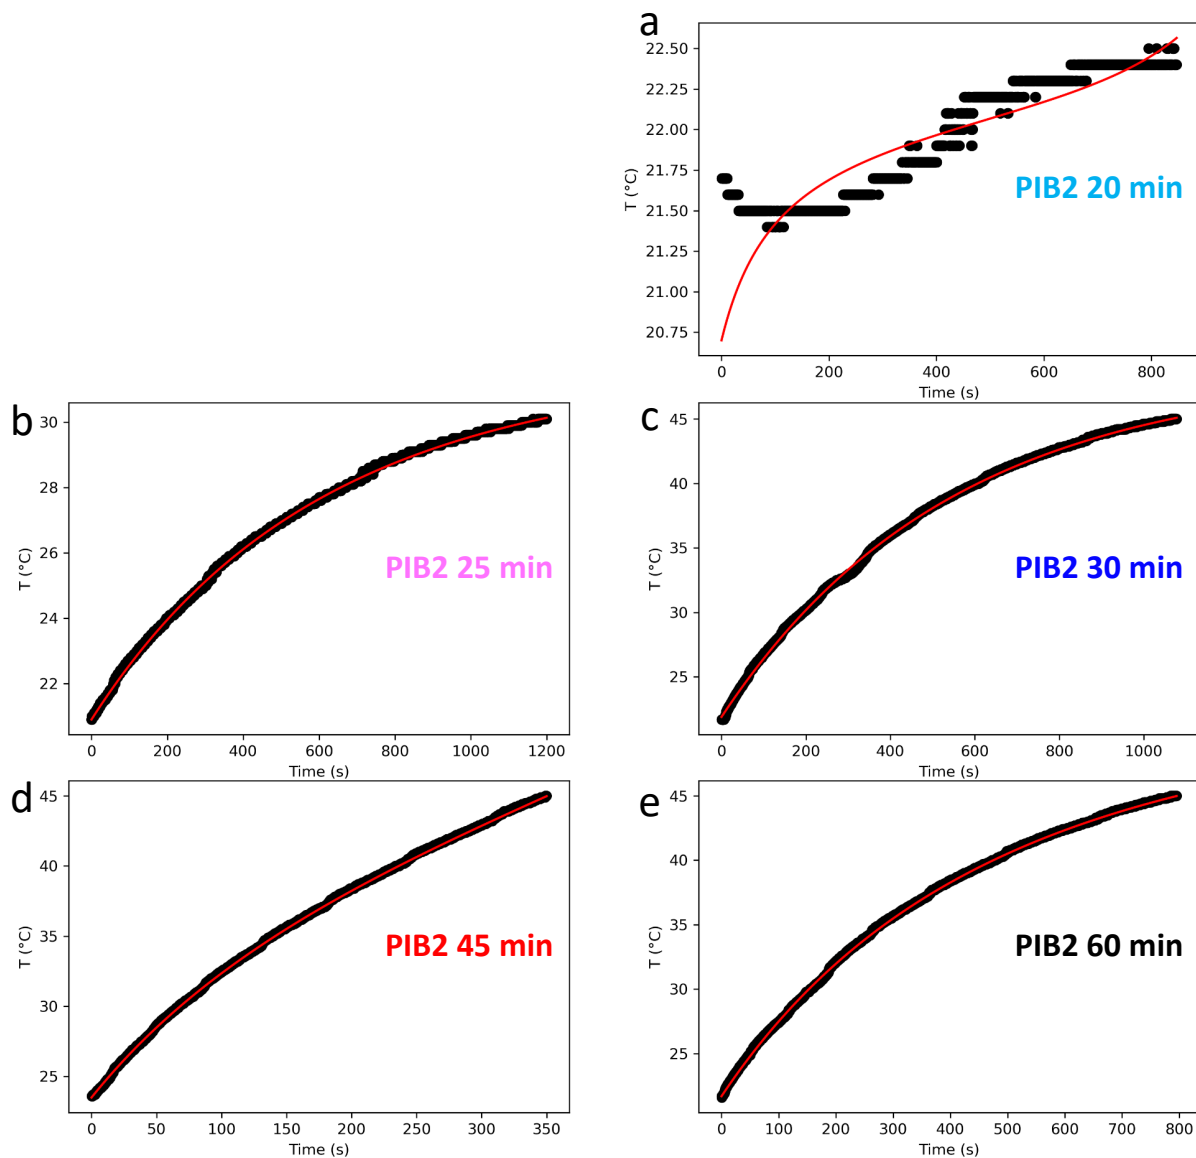 a
22.50
22.25
22.00
21.75
21.50
21.25
21.00
20.75
T (°C)
PIB2 20 min
0 200 400 600 800
Time (s)
b
30
28
26
24
22
T (°C)
PIB2 25 min
0 200 400 600 800 1000 1200
Time (s)
c
45
40
35
30
25
T (°C)
PIB2 30 min
0 200 400 600 800 1000
Time (s)
d
45
40
35
30
25
T (°C)
PIB2 45 min
0 50 100 150 200 250 300 350
Time (s)
e
45
40
35
30
25
T (°C)
PIB2 60 min
0 100 200 300 400 500 600 700 800
Time (s)